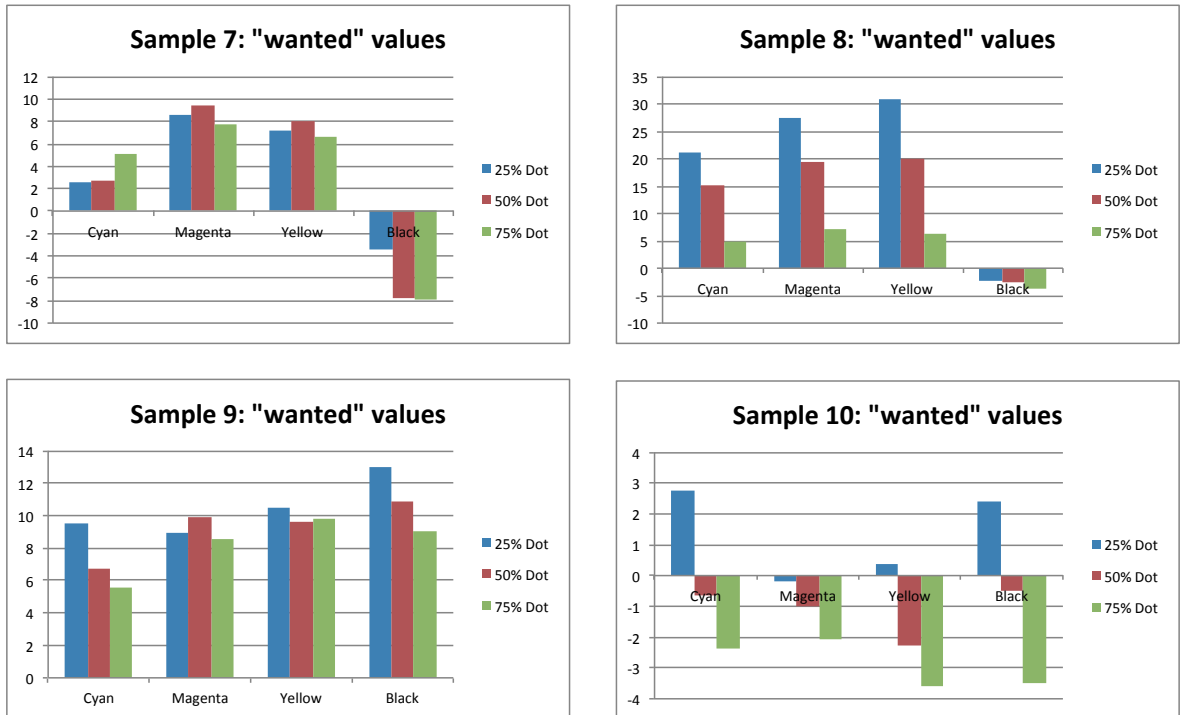 Sample 7: "wanted" values
12
10
8
6
4
2
0
-2
-4
-6
-8
-10
Cyan Magenta Yellow Black
25% Dot
50% Dot
75% Dot
Sample 8: "wanted" values
35
30
25
20
15
10
5
0
-5
-10
Cyan Magenta Yellow Black
25% Dot
50% Dot
75% Dot
Sample 9: "wanted" values
14
12
10
8
6
4
2
0
Cyan Magenta Yellow Black
25% Dot
50% Dot
75% Dot
Sample 10: "wanted" values
4
3
2
1
0
-1
-2
-3
-4
Cyan Magenta Yellow Black
25% Dot
50% Dot
75% Dot